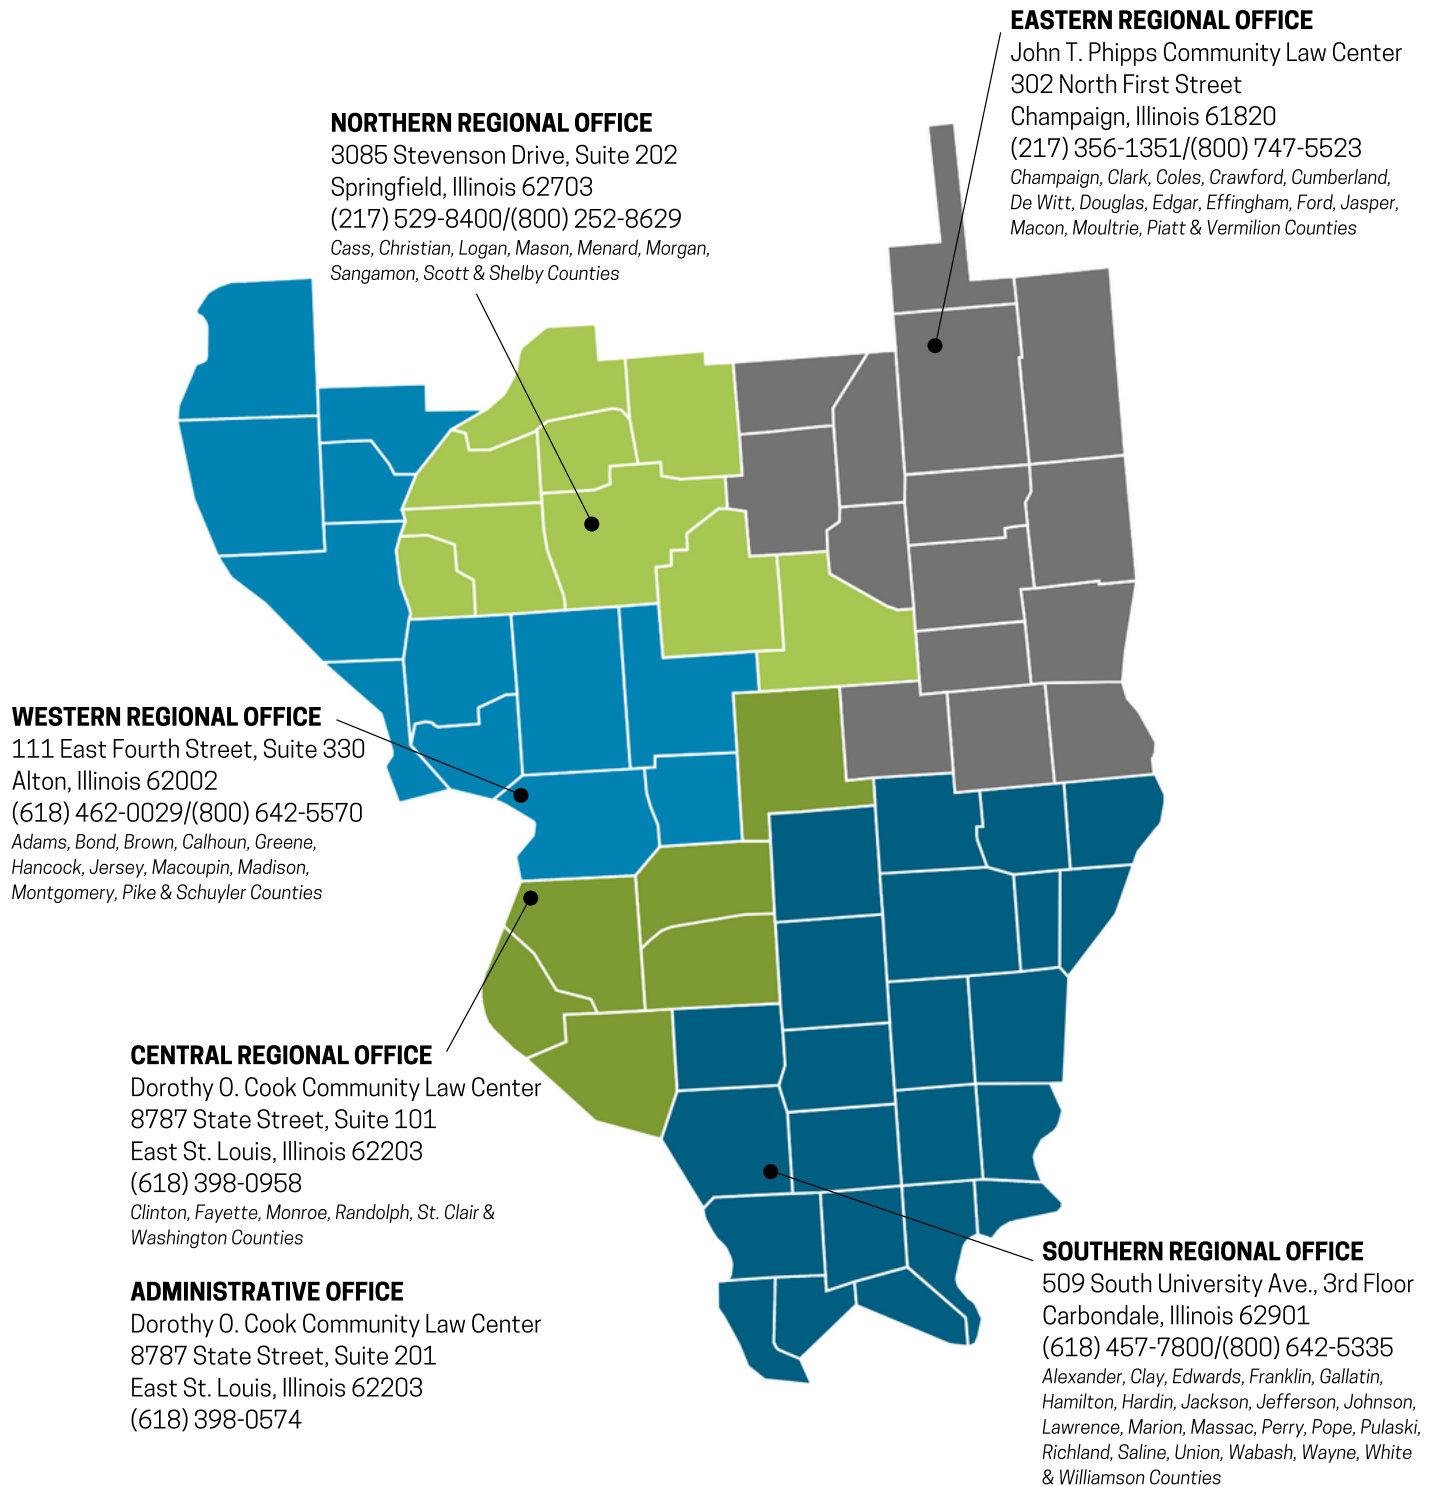 EASTERN REGIONAL OFFICE
John T. Phipps Community Law Center
302 North First Street
Champaign, Illinois 61820
(217) 356-1351/(800) 747-5523
Champaign, Clark, Coles, Crawford, Cumberland,
De Witt, Douglas, Edgar, Effingham, Ford, Jasper,
Macon, Moultrie, Piatt & Vermilion Counties
NORTHERN REGIONAL OFFICE
3085 Stevenson Drive, Suite 202
Springfield, Illinois 62703
(217) 529-8400/(800) 252-8629
Cass, Christian, Logan, Mason, Menard, Morgan,
Sangamon, Scott & Shelby Counties
WESTERN REGIONAL OFFICE
111 East Fourth Street, Suite 330
Alton, Illinois 62002
(618) 462-0029/(800) 642-5570
Adams, Bond, Brown, Calhoun, Greene,
Hancock, Jersey, Macoupin, Madison,
Montgomery, Pike & Schuyler Counties
CENTRAL REGIONAL OFFICE
Dorothy O. Cook Community Law Center
8787 State Street, Suite 101
East St. Louis, Illinois 62203
(618) 398-0958
Clinton, Fayette, Monroe, Randolph, St. Clair &
Washington Counties
ADMINISTRATIVE OFFICE
Dorothy O. Cook Community Law Center
8787 State Street, Suite 201
East St. Louis, Illinois 62203
(618) 398-0574
SOUTHERN REGIONAL OFFICE
509 South University Ave., 3rd Floor
Carbondale, Illinois 62901
(618) 457-7800/(800) 642-5335
Alexander, Clay, Edwards, Franklin, Gallatin,
Hamilton, Hardin, Jackson, Jefferson, Johnson,
Lawrence, Marion, Massac, Perry, Pope, Pulaski,
Richland, Saline, Union, Wabash, Wayne, White
& Williamson Counties